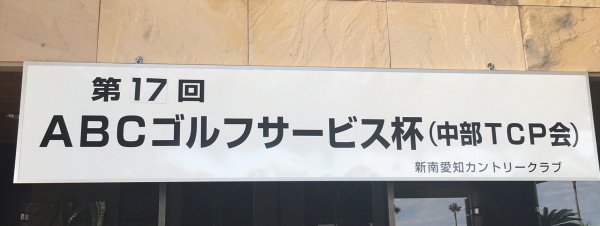 第17回
ABCゴルフサービス杯(中部TCP会)
新南愛知カントリークラブ